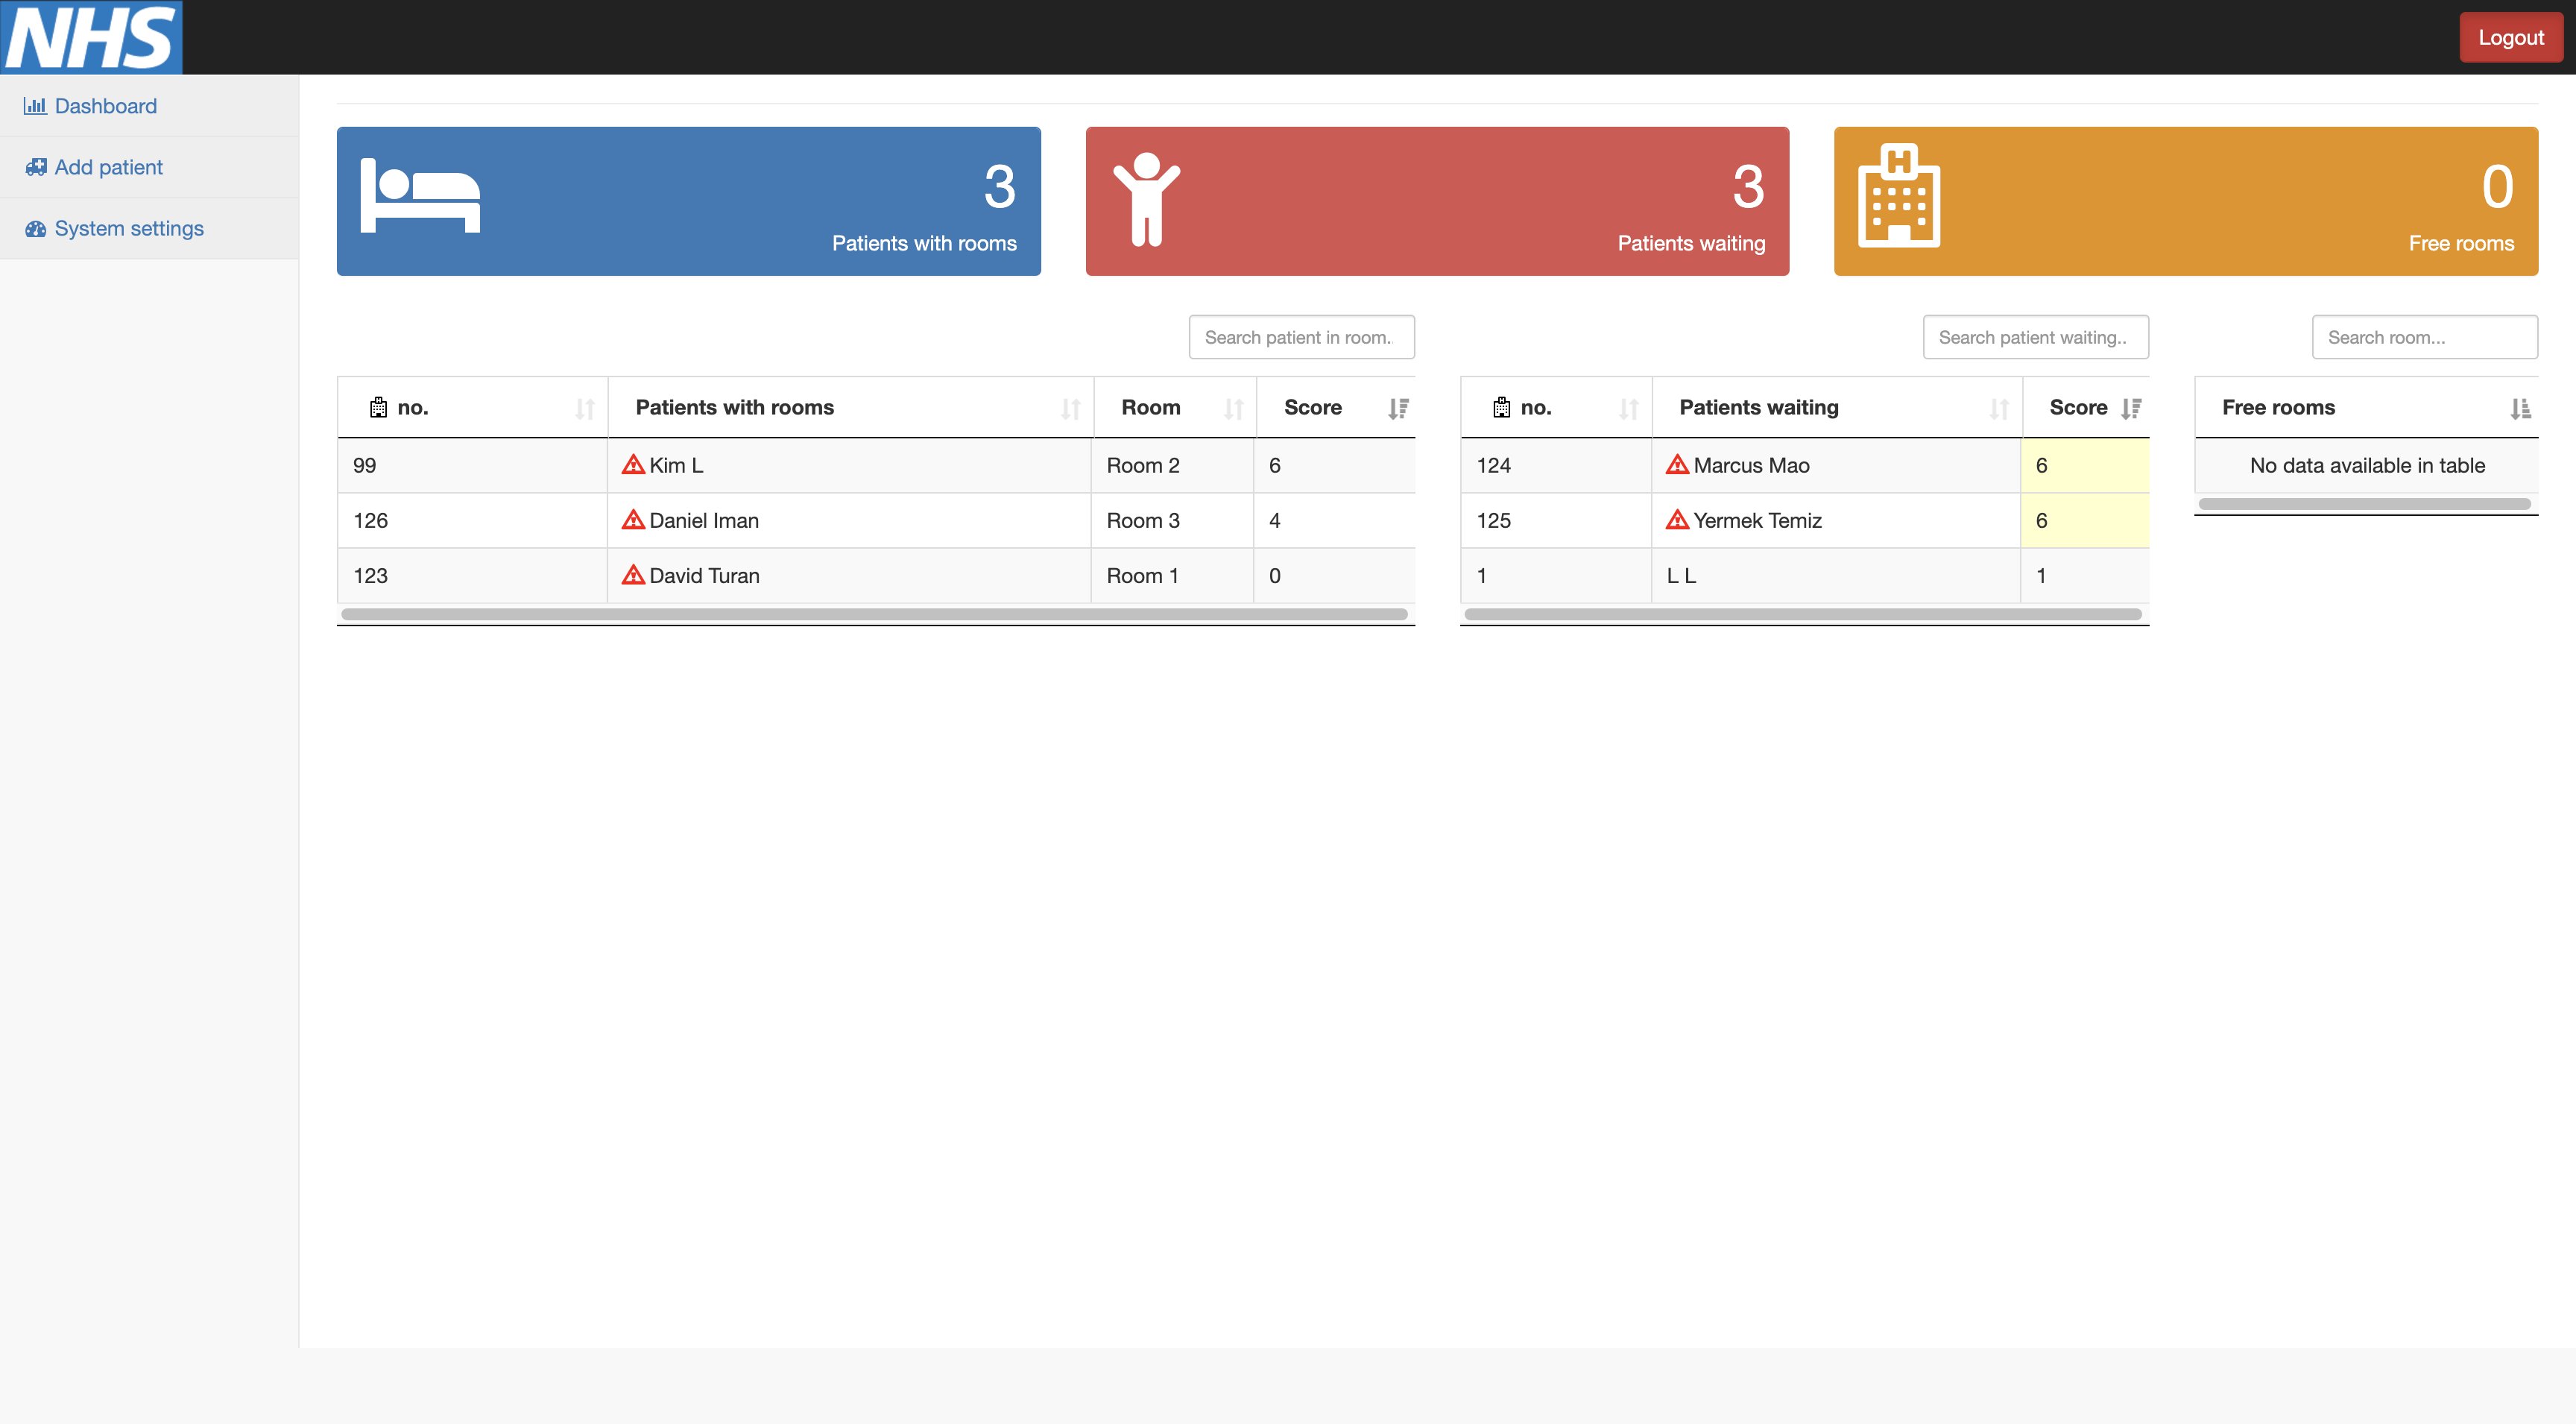 NHS
Logout
Dashboard
Add patient
System settings
3
Patients with rooms
3
Patients waiting
H
0
Free rooms
Search patient in room.
Search patient waiting..
Search room...
no. Patients with rooms Room Score
99 Kim L Room 2 6
126 Daniel Iman Room 3 4
123 David Turan Room 1 0
no. Patients waiting Score
124 Marcus Mao 6
125 Yermek Temiz 6
1 L L 1
Free rooms
No data available in table